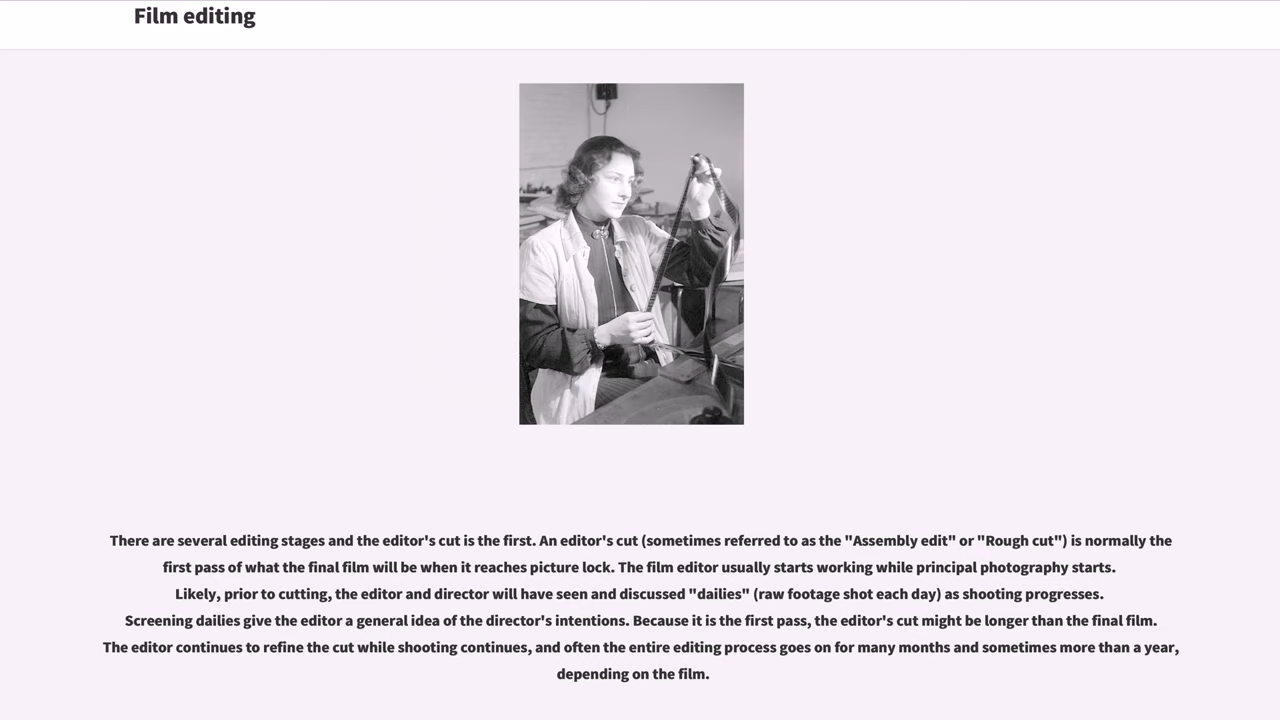 Film editing
There are several editing stages and the editor's cut is the first. An editor's cut (sometimes referred to as the "Assembly edit" or "Rough cut") is normally the
first pass of what the final film will be when it reaches picture lock. The film editor usually starts working while principal photography starts.
Likely, prior to cutting, the editor and director will have seen and discussed "dailies" (raw footage shot each day) as shooting progresses.
Screening dailies give the editor a general idea of the director's intentions. Because it is the first pass, the editor's cut might be longer than the final film.
The editor continues to refine the cut while shooting continues, and often the entire editing process goes on for many months and sometimes more than a year,
depending on the film.